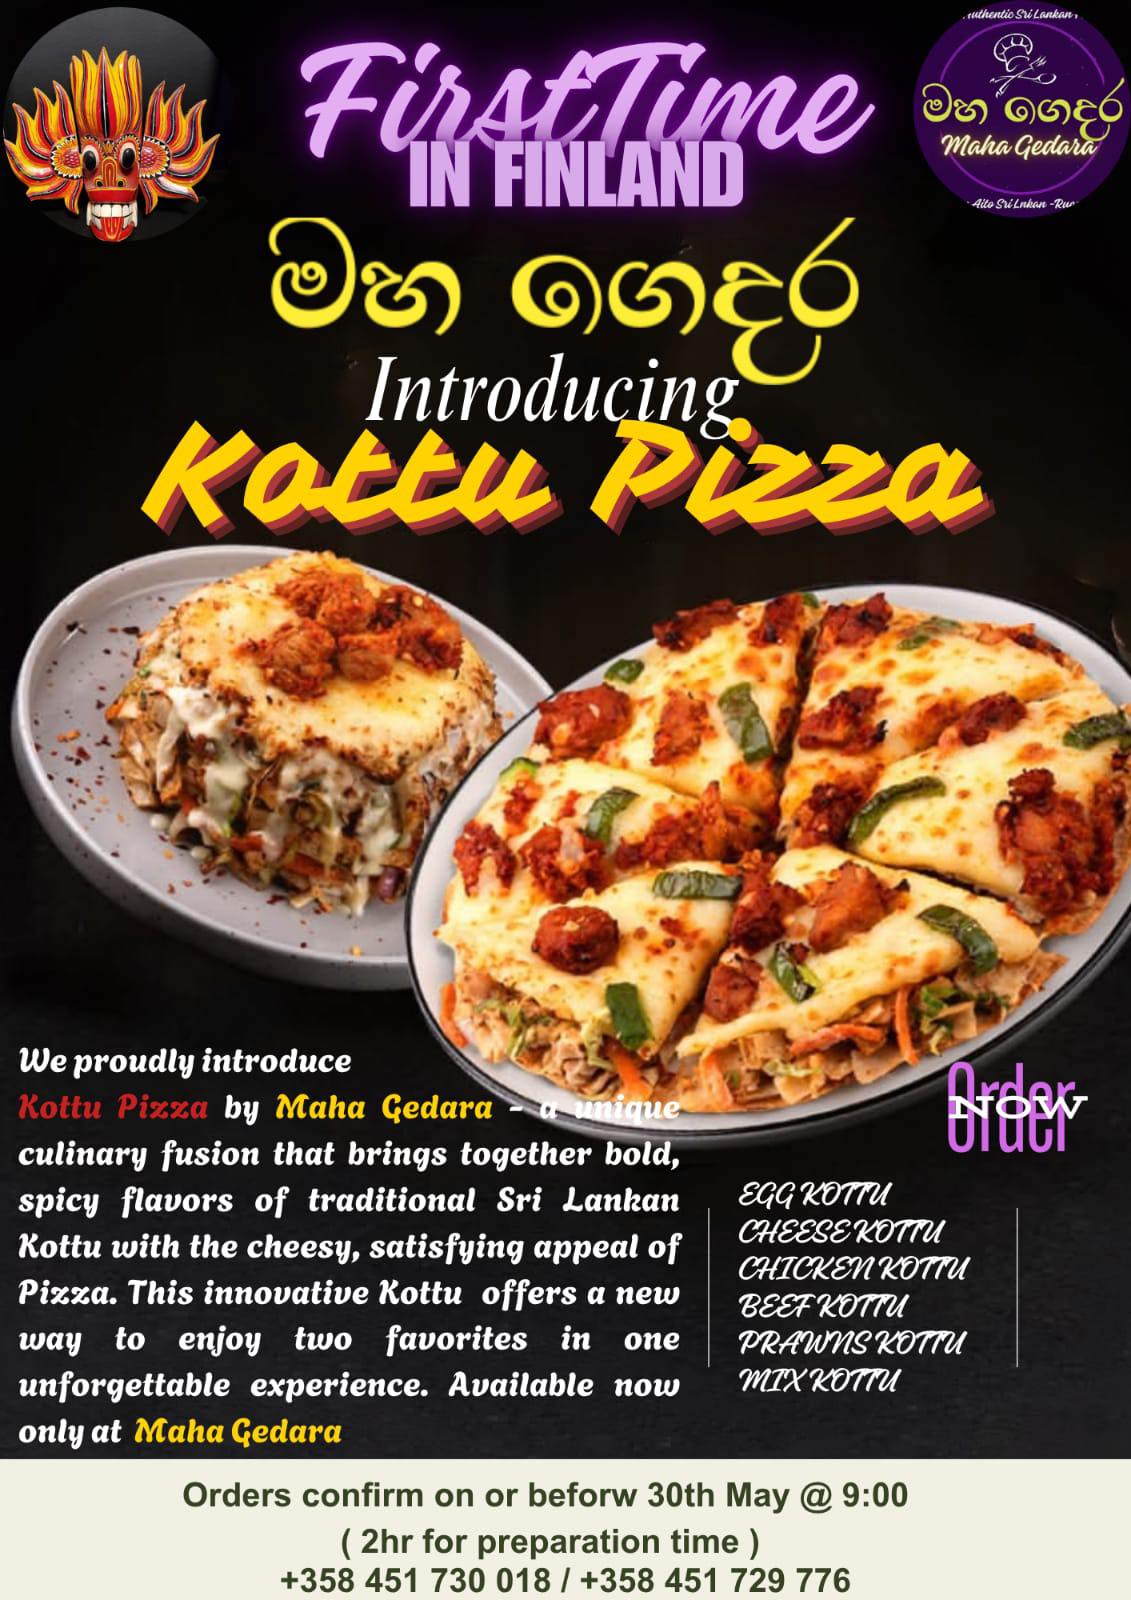 First Time
IN FINLAND
Authentic Sri Lankan
මහ ගෙදර
Maha Gedara
මහ ගෙදර
Introducing
Kottu Pizza
We proudly introduce
Kottu Pizza by Maha Gedara - a unique
culinary fusion that brings together bold,
spicy flavors of traditional Sri Lankan
Kottu with the cheesy, satisfying appeal of
Pizza. This innovative Kottu offers a new
way to enjoy two favorites in one
unforgettable experience. Available now
only at Maha Gedara
Order
NOW
EGG KOTTU
CHEESE KOTTU
CHICKEN KOTTU
BEEF KOTTU
PRAWNS KOTTU
MIX KOTTU
Orders confirm on or beforw 30th May @ 9:00
( 2hr for preparation time )
+358 451 730 018 / +358 451 729 776